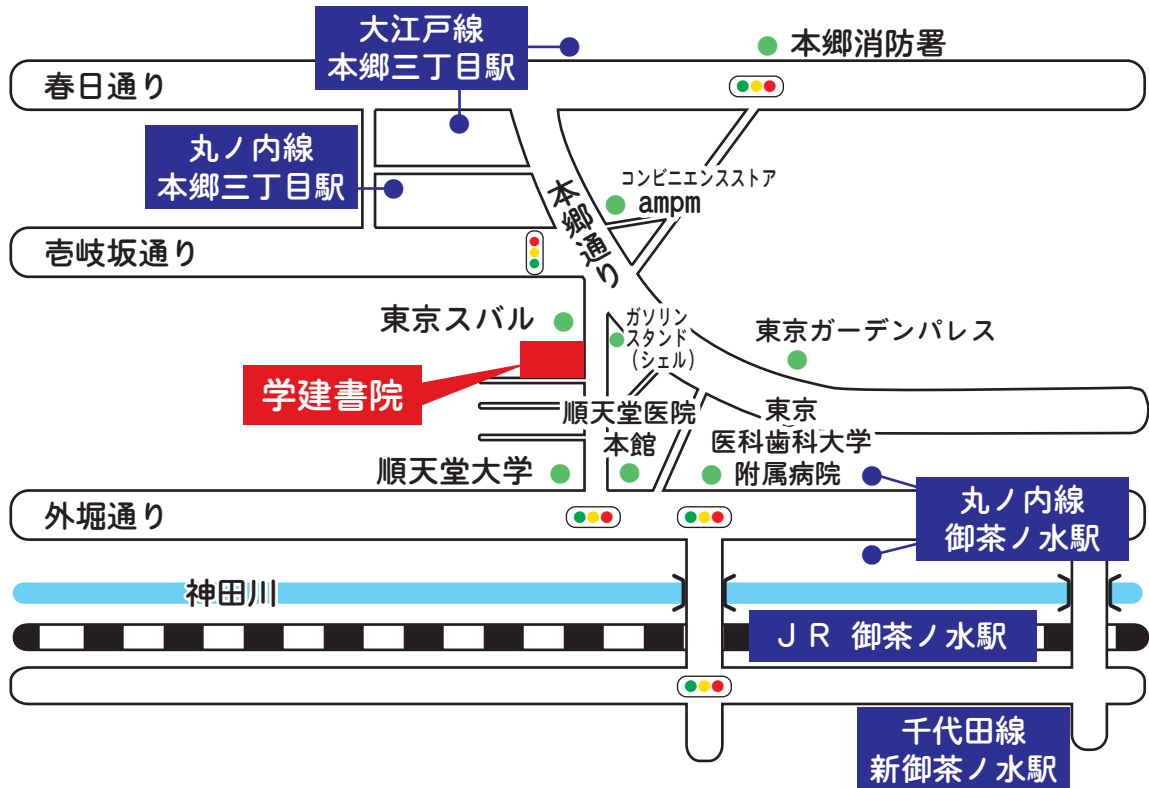 大江戸線
本郷三丁目駅
本郷消防署
春日通り
丸ノ内線
本郷三丁目駅
コンビニエンスストア
ampm
本郷通り
壱岐坂通り
東京スバル
ガソリン
スタンド
(シェル)
東京ガーデンパレス
学建書院
順天堂医院
本館
東京
医科歯科大学
附属病院
順天堂大学
外堀通り
丸ノ内線
御茶ノ水駅
神田川
JR 御茶ノ水駅
千代田線
新御茶ノ水駅